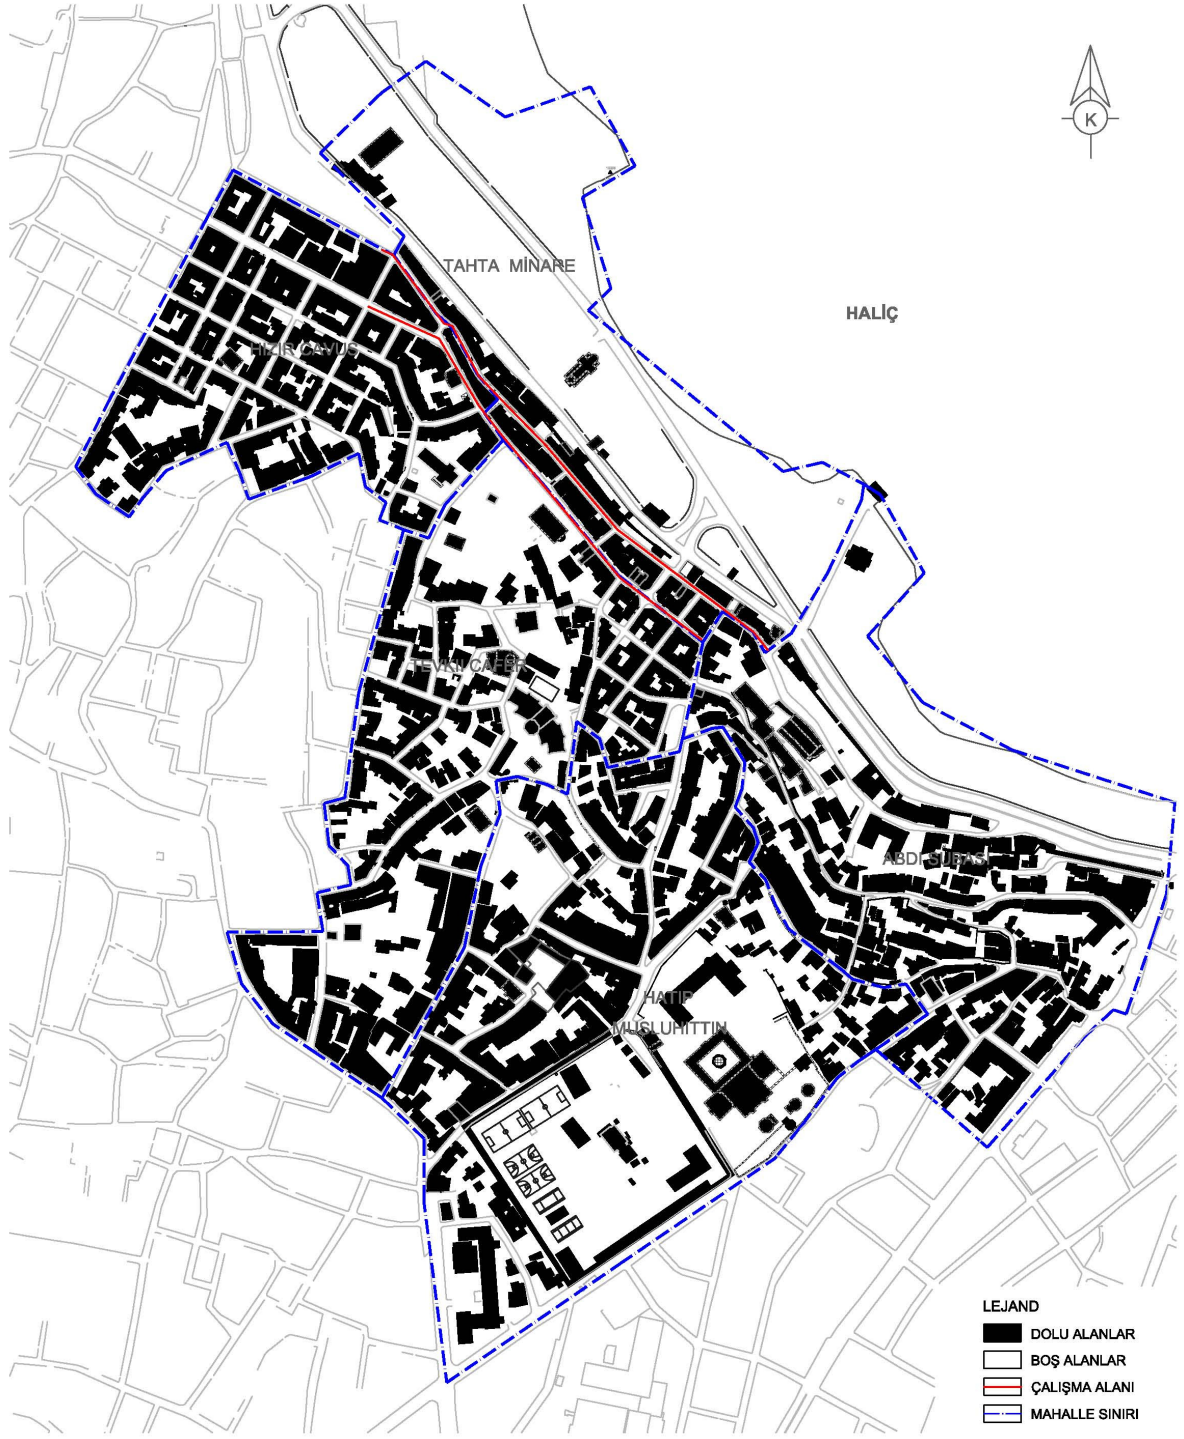 K
TAHTA MİNARE
HALİÇ
HIZIR ÇAVUŞ
TEVKİİ CAFER
ABDİ SUBAŞI
HATİP
MUSLUHİTTİN
LEJAND
DOLU ALANLAR
BOŞ ALANLAR
ÇALIŞMA ALANI
MAHALLE SINIRI